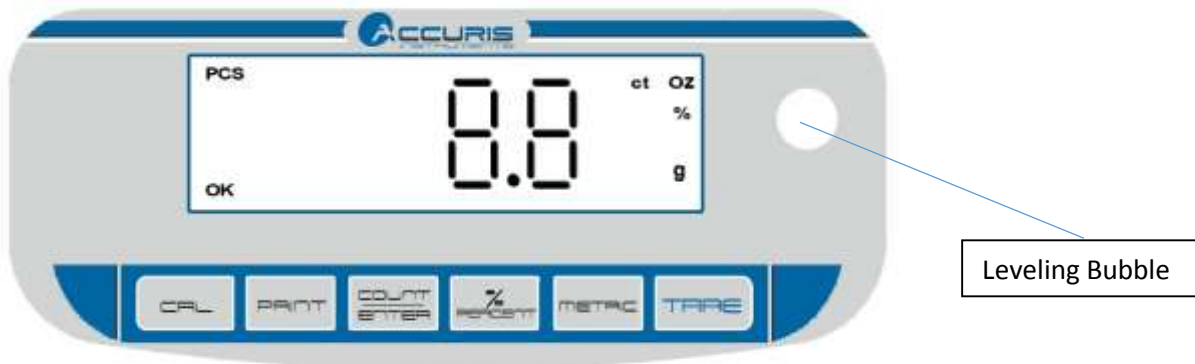 ACCURIS
INSTRUMENTS
PCS 8.8 ct OZ
%
g
OK
Leveling Bubble
CAL PRINT COUNT ENTER % PERCENT METRIC TARE